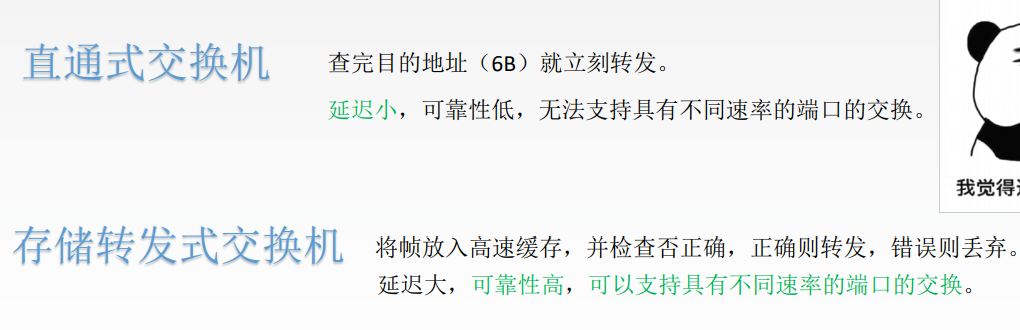 直通式交换机
查完目的地址（6B）就立刻转发。
延迟小，可靠性低，无法支持具有不同速率的端口的交换。
我觉得
存储转发式交换机
将帧放入高速缓存，并检查否正确，正确则转发，错误则丢弃。
延迟大，可靠性高，可以支持具有不同速率的端口的交换。